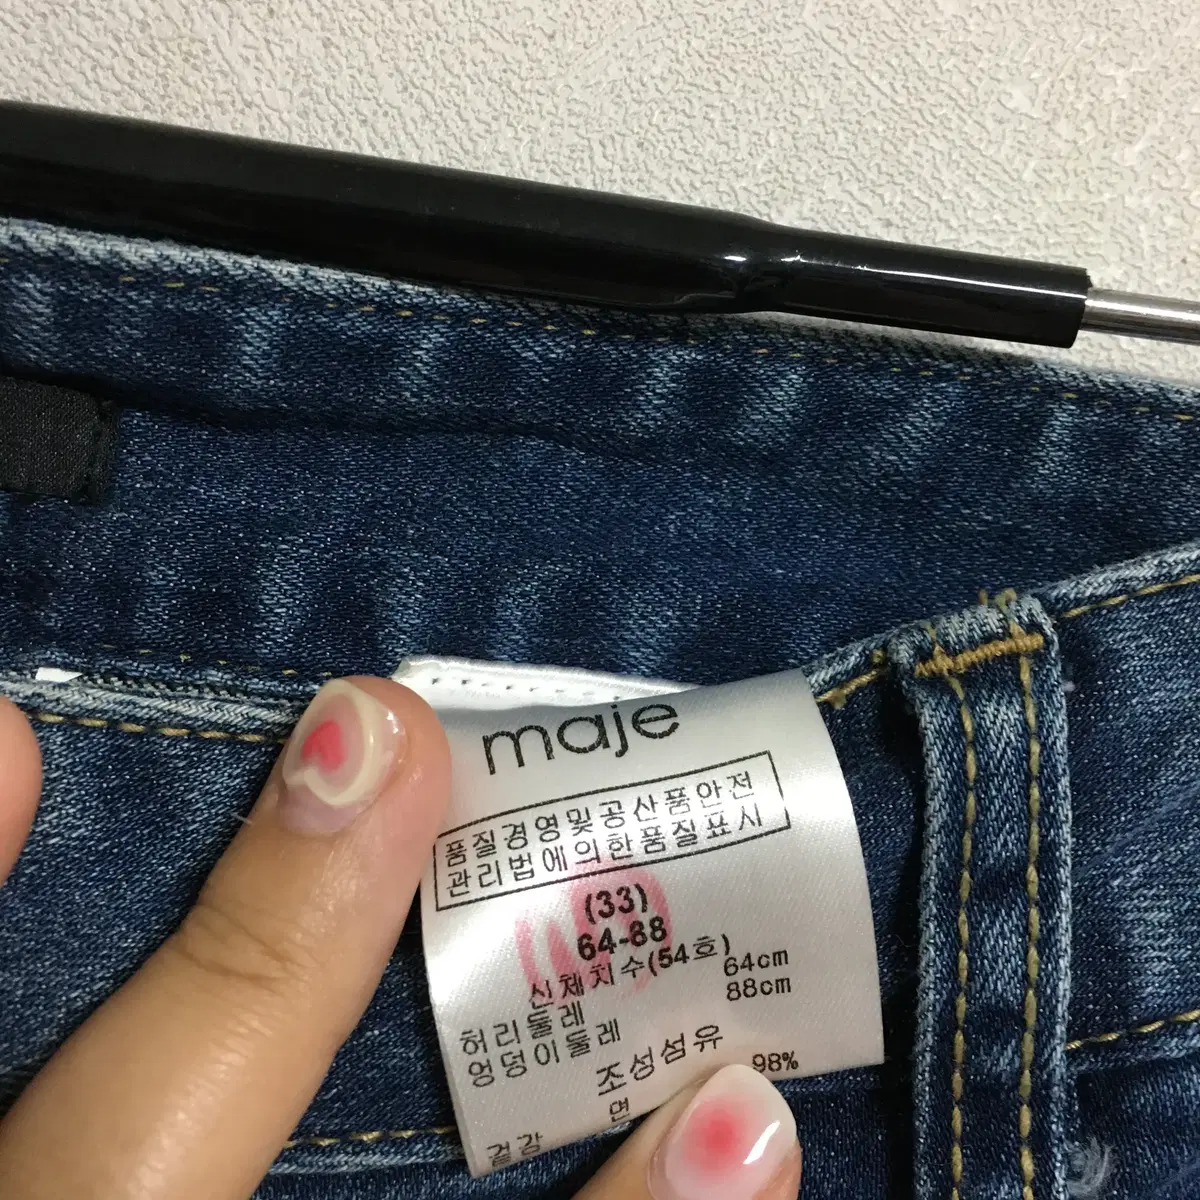 maje
품질경영및공산품안전
관리법에의한품질표시
(33)
64-88
신체치수(54호)
허리둘레 64cm
엉덩이둘레 88cm
조성섬유
면 98%
겉감